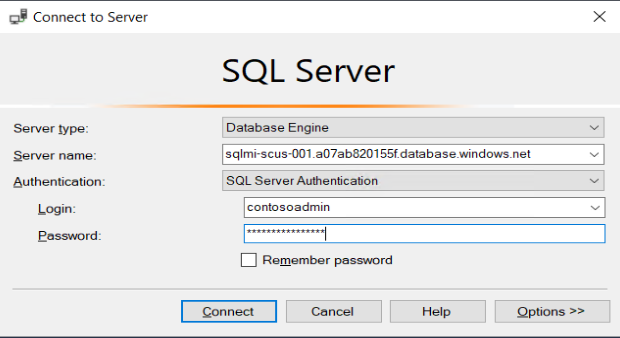 Connect to Server
SQL Server
Server type: Database Engine
Server name: sqlmi-scus-001.a07ab820155f.database.windows.net
Authentication: SQL Server Authentication
Login: contosoadmin
Password: ****************
Remember password
Connect Cancel Help Options >>